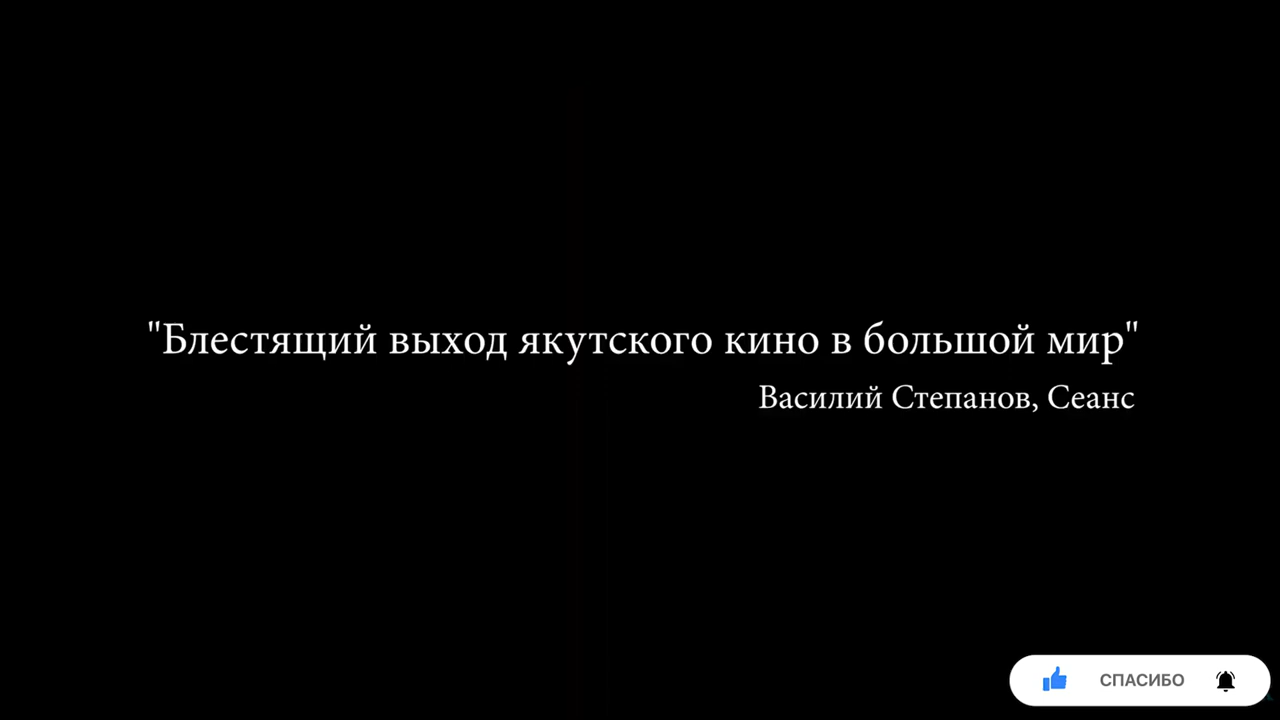 "Блестящий выход якутского кино в большой мир"
Василий Степанов, Сеанс
СПАСИБО